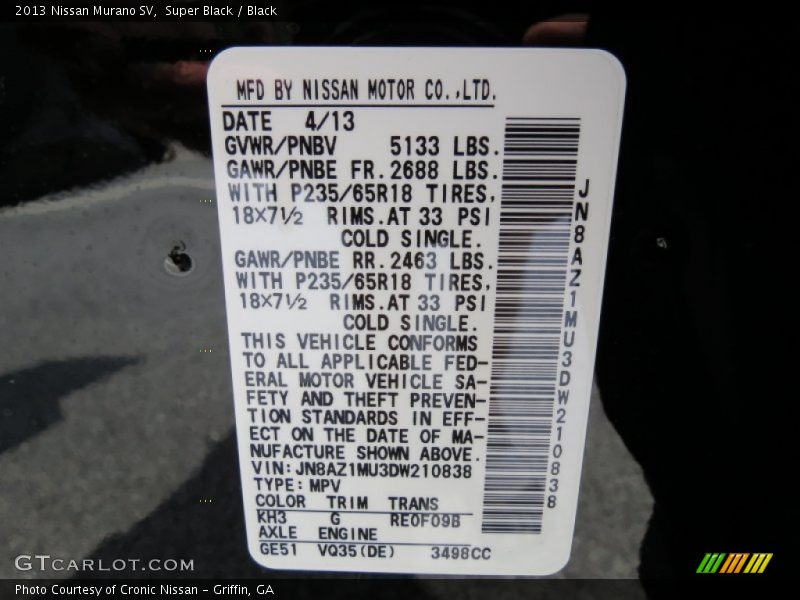 2013 Nissan Murano SV,  Super Black / Black
MFD BY NISSAN MOTOR CO.,LTD.
DATE 4/13
GVWR/PNBV 5133 LBS.
GAWR/PNBE FR.2688 LBS.
WITH P235/65R18 TIRES,
18×7½ RIMS.AT 33 PSI
COLD SINGLE.
GAWR/PNBE RR.2463 LBS.
WITH P235/65R18 TIRES,
18×7½ RIMS.AT 33 PSI
COLD SINGLE.
THIS VEHICLE CONFORMS
TO ALL APPLICABLE FED-
ERAL MOTOR VEHICLE SA-
FETY AND THEFT PREVEN-
TION STANDARDS IN EFF-
ECT ON THE DATE OF MA-
NUFACTURE SHOWN ABOVE.
VIN:JN8AZ1MU3DW210838
TYPE:MPV
COLOR TRIM TRANS
KH3 G RE0F09B
AXLE ENGINE
GE51 VQ35(DE) 3498CC
JN8AZ1MU3DW210838
GTCARLOT.COM
Photo Courtesy of Cronic Nissan - Griffin, GA